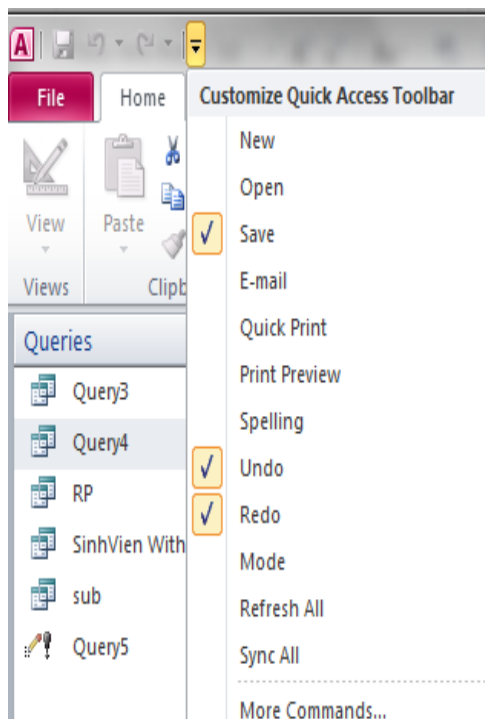 A
File
Home
Customize Quick Access Toolbar
New
Open
Save
E-mail
Quick Print
Print Preview
Spelling
Undo
Redo
Mode
Refresh All
Sync All
More Commands...
View
Paste
Views
Clipb
Queries
Query3
Query4
RP
SinhVien With
sub
Query5